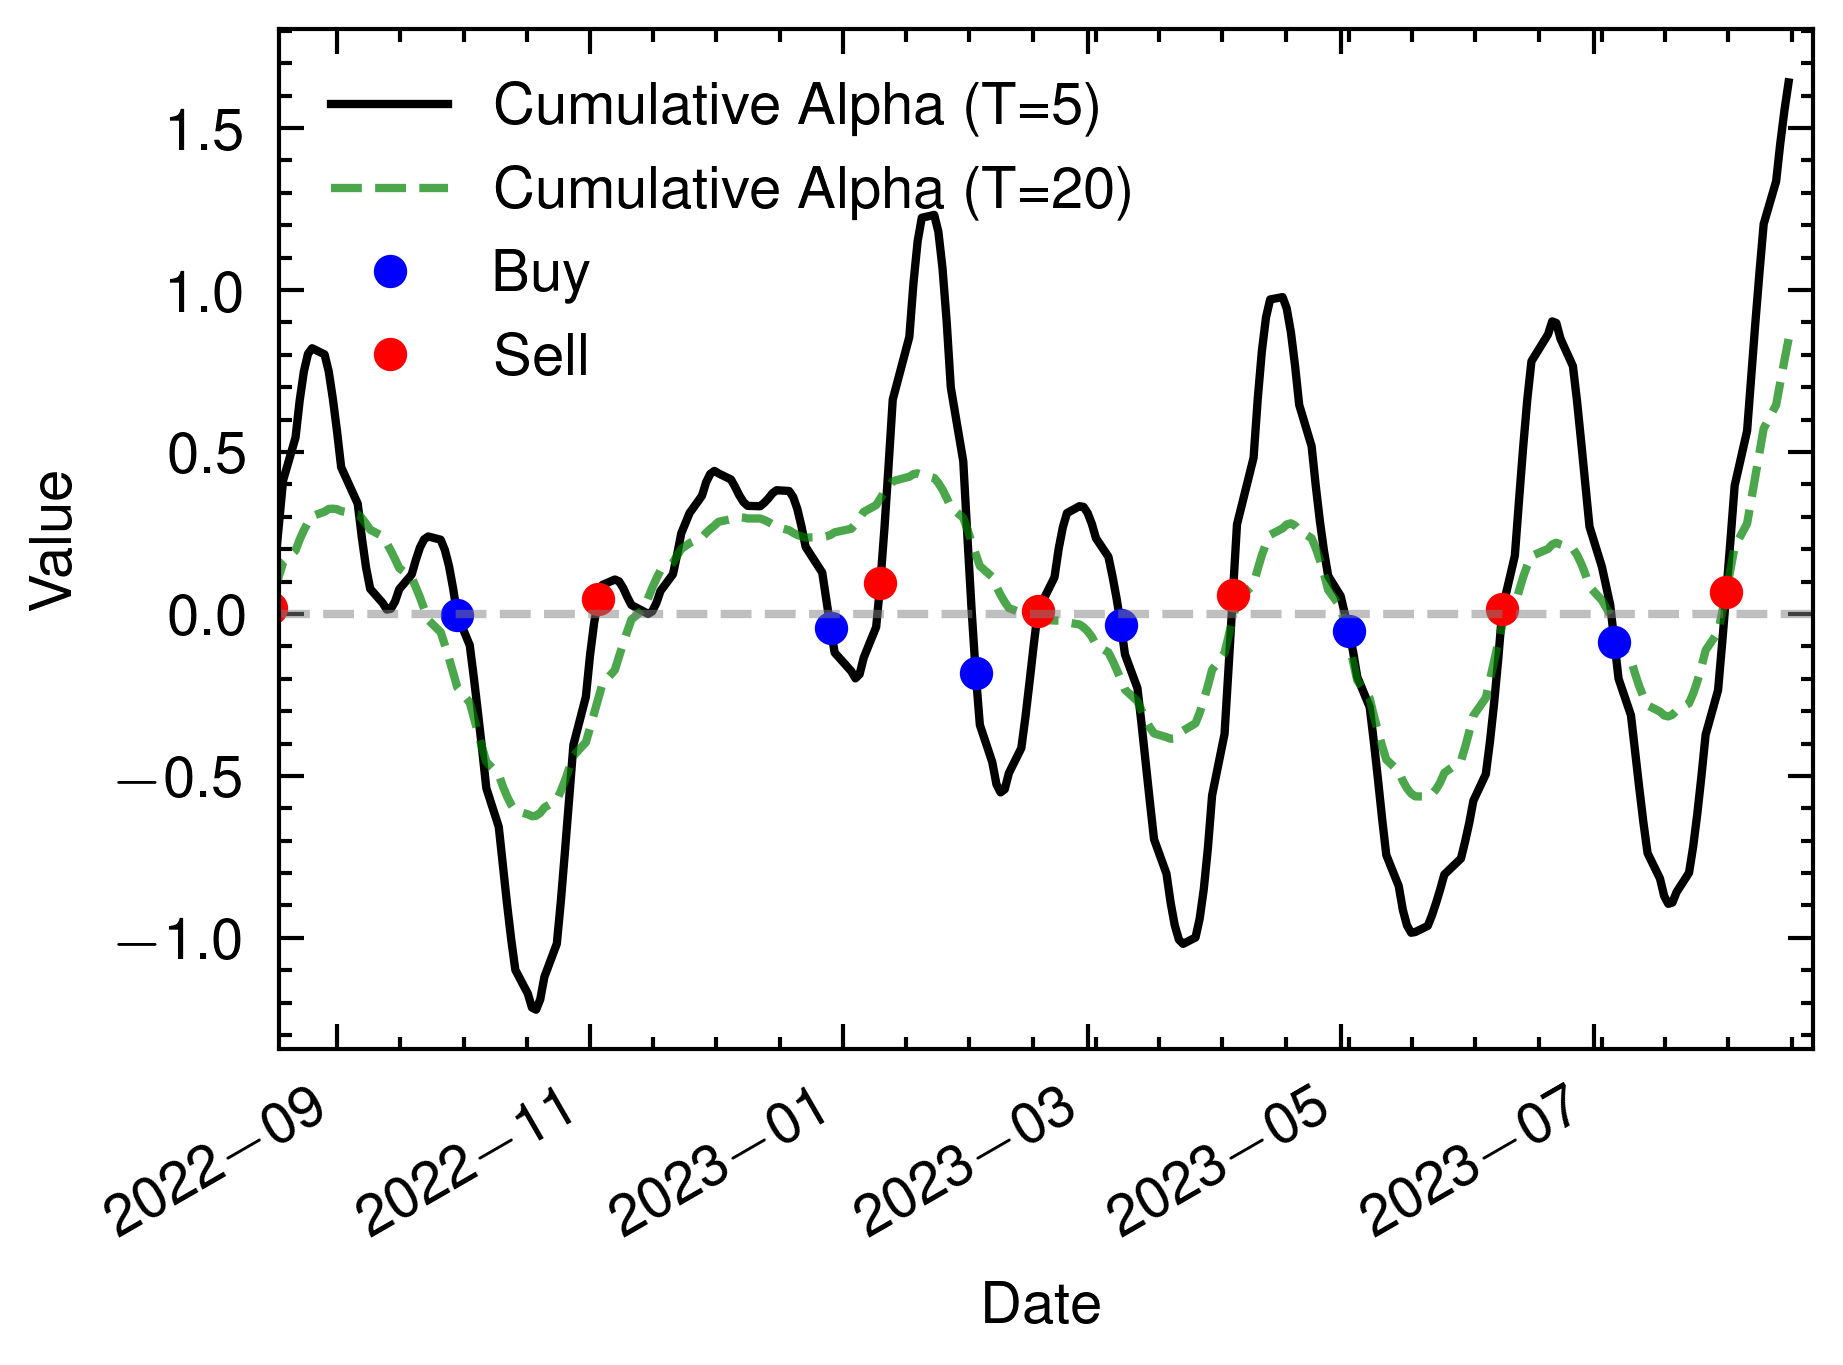 Cumulative Alpha (T=5)
Cumulative Alpha (T=20)
Buy
Sell
Value
1.5
1.0
0.5
0.0
−0.5
−1.0
2022−09
2022−11
2023−01
2023−03
2023−05
2023−07
Date